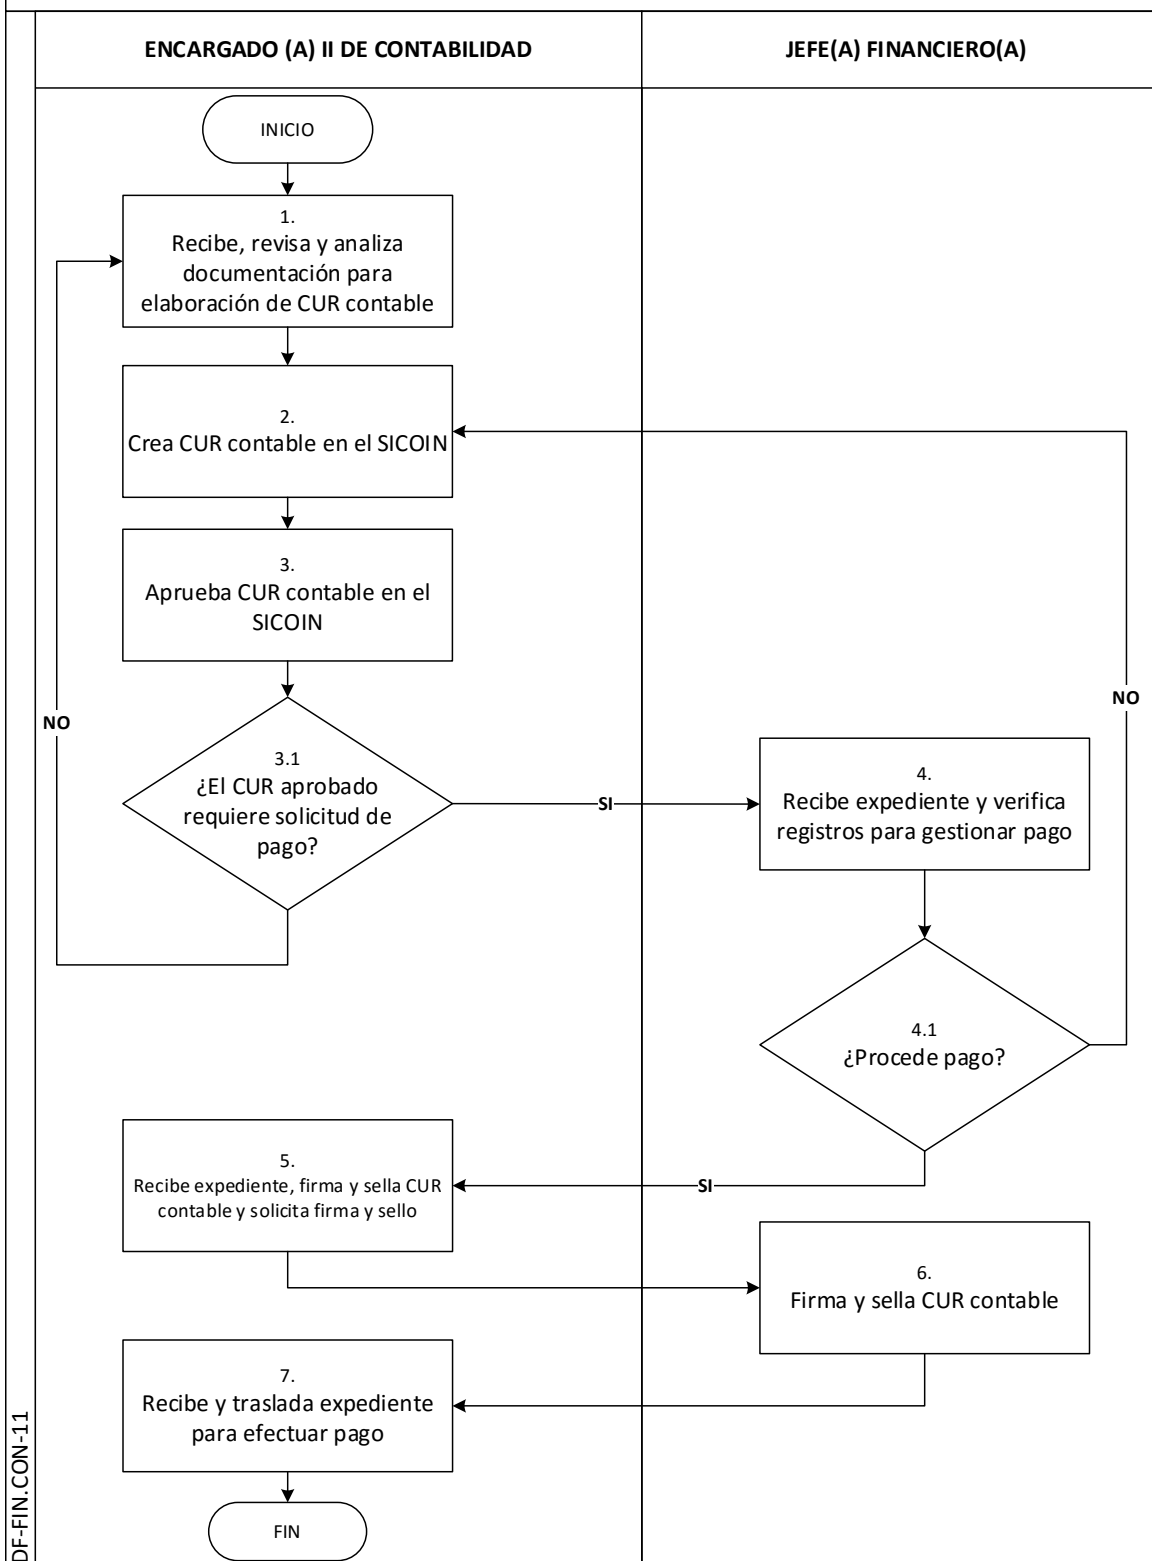 ENCARGADO (A) II DE CONTABILIDAD
JEFE(A) FINANCIERO(A)
INICIO
1.
Recibe, revisa y analiza
documentación para
elaboración de CUR contable
2.
Crea CUR contable en el SICOIN
3.
Aprueba CUR contable en el
SICOIN
NO
NO
3.1
¿El CUR aprobado
requiere solicitud de
pago?
SI
4.
Recibe expediente y verifica
registros para gestionar pago
4.1
¿Procede pago?
SI
5.
Recibe expediente, firma y sella CUR
contable y solicita firma y sello
6.
Firma y sella CUR contable
7.
Recibe y traslada expediente
para efectuar pago
FIN
DF-FIN.CON-11